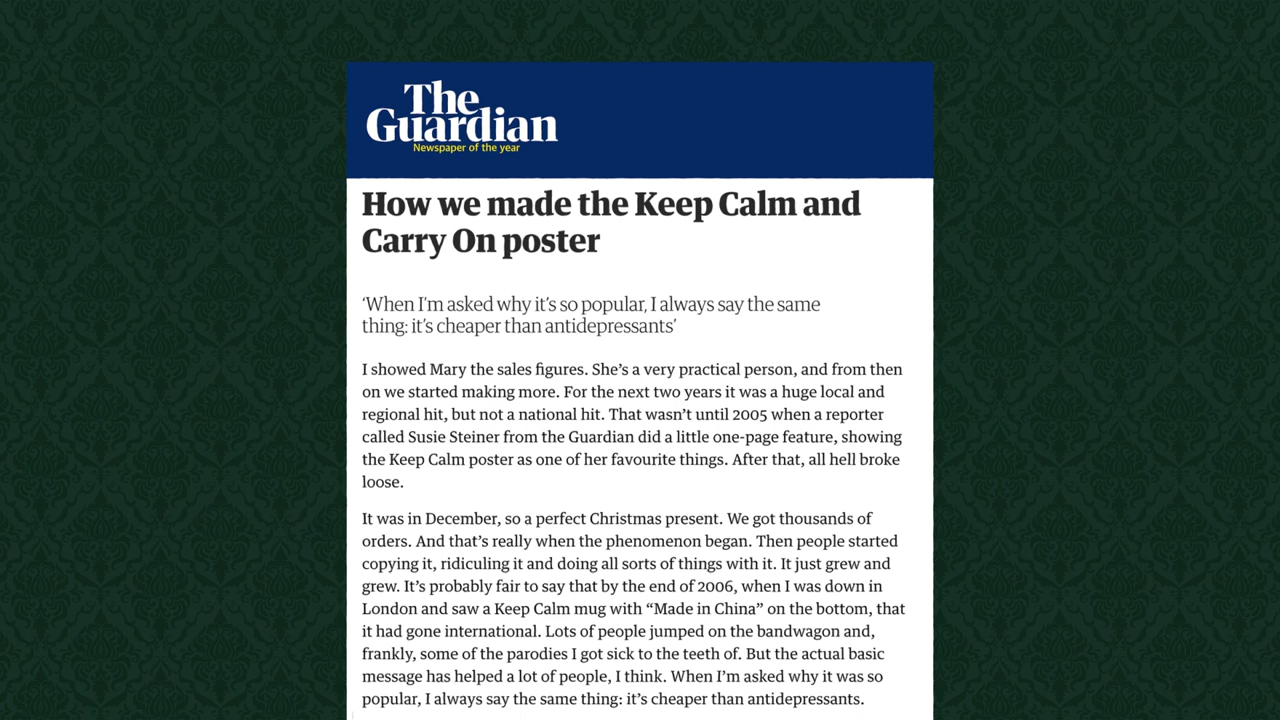 The
Guardian
Newspaper of the year
How we made the Keep Calm and
Carry On poster
‘When I’m asked why it’s so popular, I always say the same
thing: it’s cheaper than antidepressants’
I showed Mary the sales figures. She’s a very practical person, and from then
on we started making more. For the next two years it was a huge local and
regional hit, but not a national hit. That wasn’t until 2005 when a reporter
called Susie Steiner from the Guardian did a little one-page feature, showing
the Keep Calm poster as one of her favourite things. After that, all hell broke
loose.
It was in December, so a perfect Christmas present. We got thousands of
orders. And that’s really when the phenomenon began. Then people started
copying it, ridiculing it and doing all sorts of things with it. It just grew and
grew. It’s probably fair to say that by the end of 2006, when I was down in
London and saw a Keep Calm mug with “Made in China” on the bottom, that
it had gone international. Lots of people jumped on the bandwagon and,
frankly, some of the parodies I got sick to the teeth of. But the actual basic
message has helped a lot of people, I think. When I’m asked why it was so
popular, I always say the same thing: it’s cheaper than antidepressants.